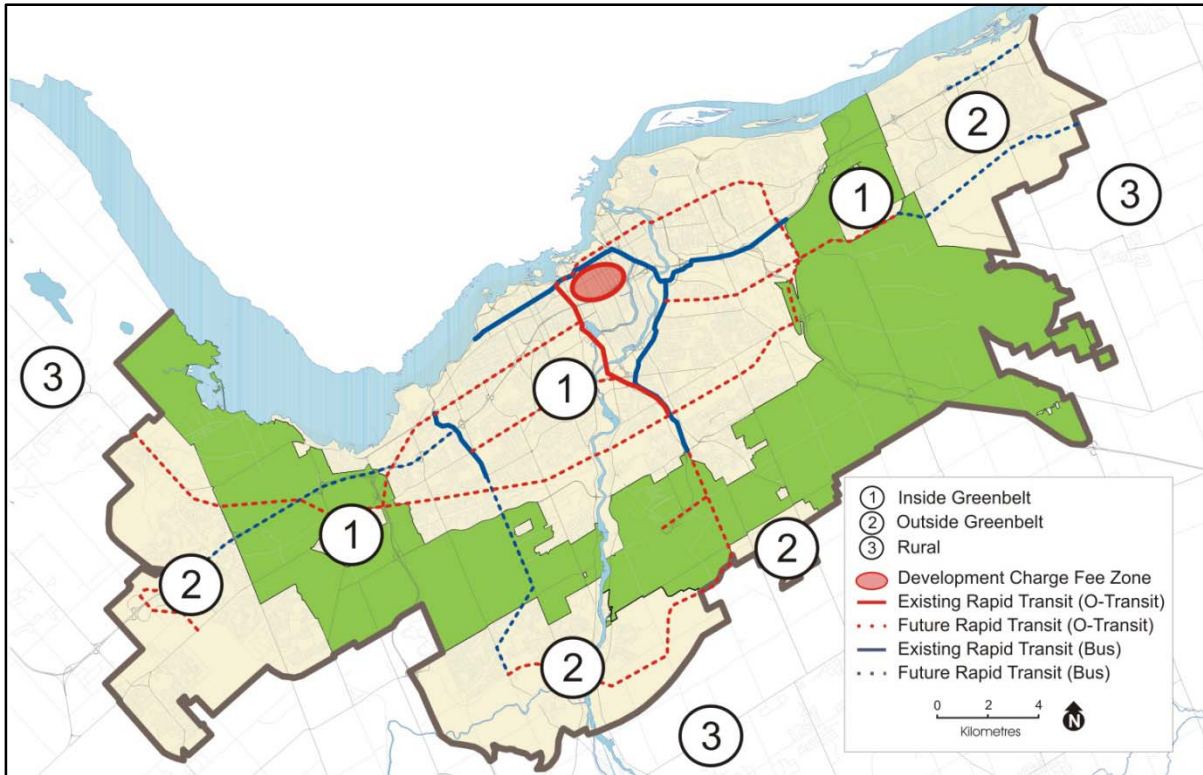 2
1
3
3
1
1
2
2
2
3
1 Inside Greenbelt
2 Outside Greenbelt
3 Rural
Development Charge Fee Zone
Existing Rapid Transit (O-Transit)
Future Rapid Transit (O-Transit)
Existing Rapid Transit (Bus)
Future Rapid Transit (Bus)
0 2 4
Kilometres
N